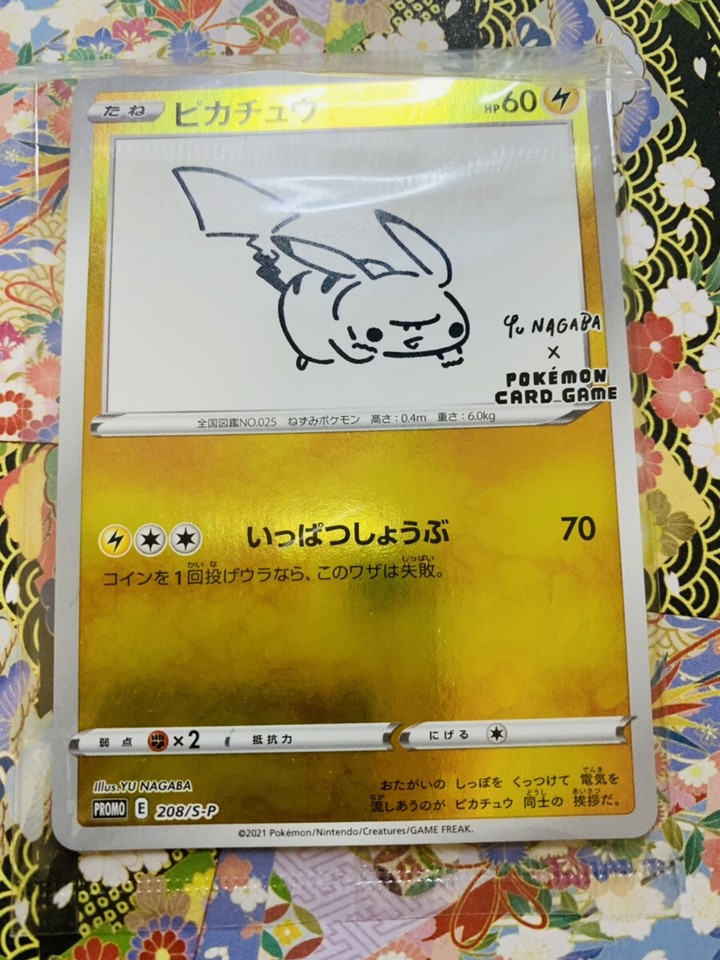 たね ピカチュウ HP60
Yu NAGABA
×
POKÉMON
CARD GAME
全国図鑑NO.025 ねずみポケモン 高さ:0.4m 重さ:6.0kg
いっぱつしょうぶ 70
コインを1回投げウラなら、このワザは失敗。
弱点 ×2 抵抗力 にげる
Illus.YU NAGABA
PROMO E 208/S-P
おたがいの しっぽを くっつけて 電気を
流しあうのが ピカチュウ 同士の 挨拶だ。
©2021 Pokémon/Nintendo/Creatures/GAME FREAK.